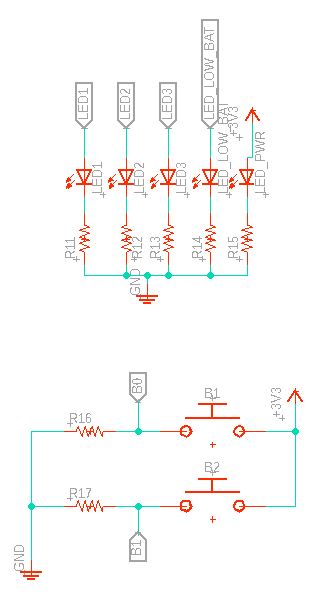 LED1
LED2
LED3
LED_LOW_BAT
+3V3
LED1
LED2
LED3
LED_LOW_BAT
LED_PWR
R11
R12
R13
R14
R15
GND
B0
B1
+3V3
R16
B2
R17
B1
GND